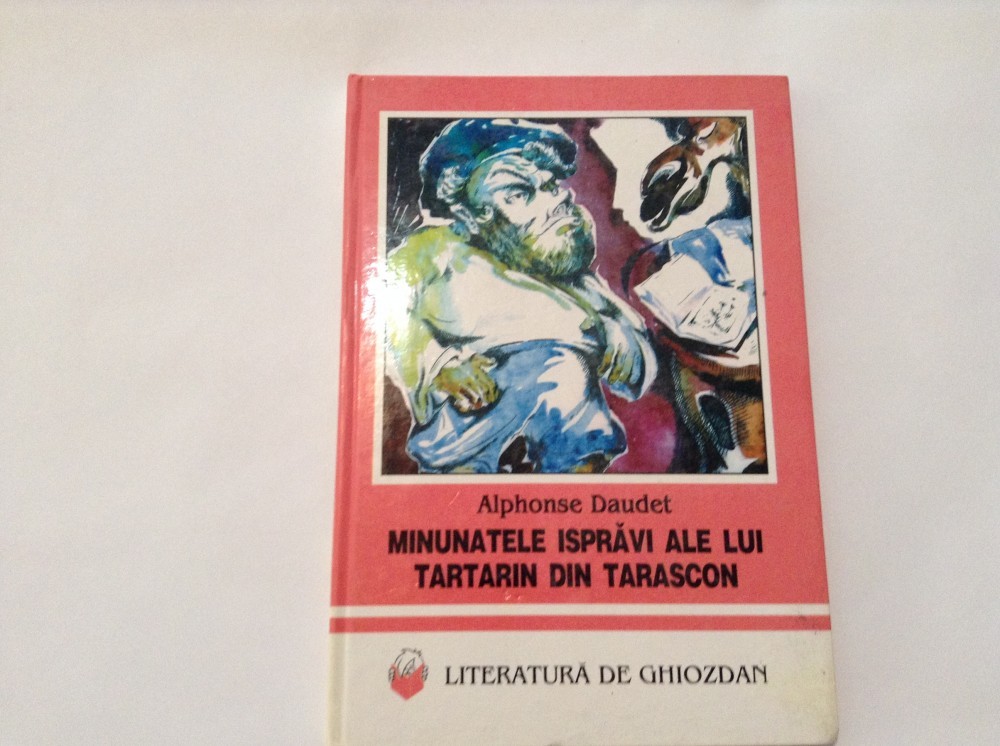 Alphonse Daudet
MINUNATELE ISPRĂVI ALE LUI
TARTARIN DIN TARASCON
LITERATURĂ DE GHIOZDAN